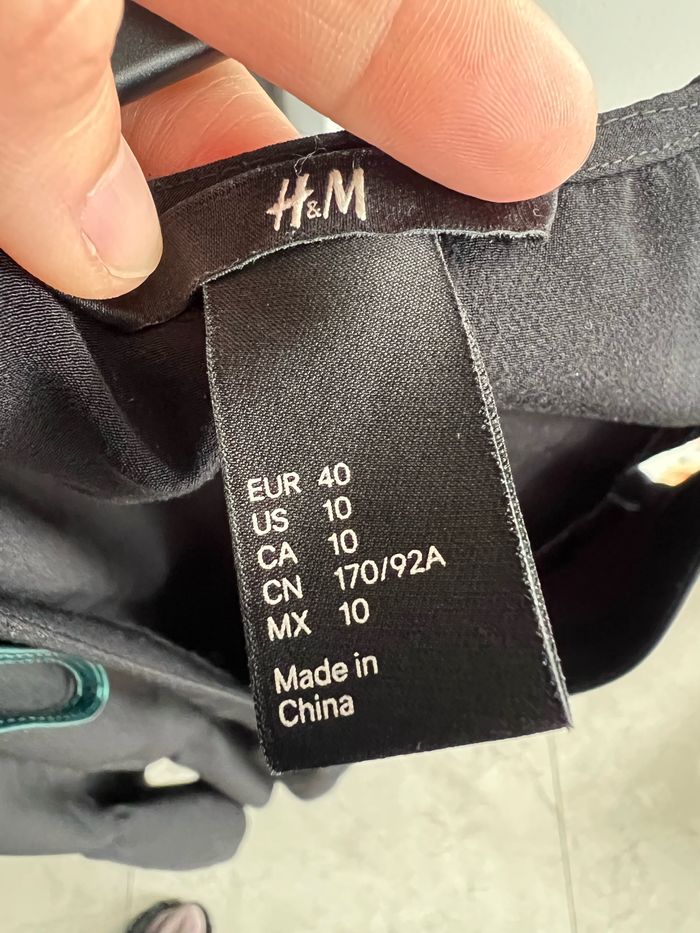 H&M
EUR 40
US 10
CA 10
CN 170/92A
MX 10
Made in
China